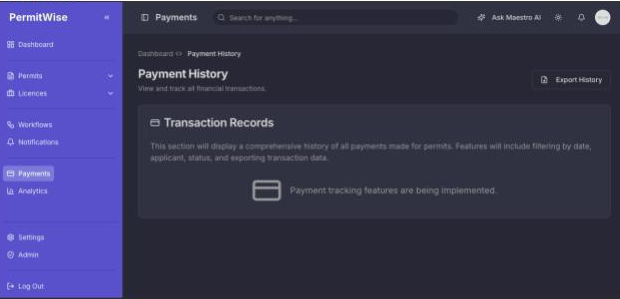 PermitWise
Payments
Search for anything...
Ask Maestro AI
Dashboard
Permits
Licences
Workflows
Notifications
Payments
Analytics
Settings
Admin
Log Out
Dashboard <> Payment History
Payment History
View and track all financial transactions.
Export History
Transaction Records
This section will display a comprehensive history of all payments made for permits. Features will include filtering by date,
applicant, status, and exporting transaction data.
Payment tracking features are being implemented.